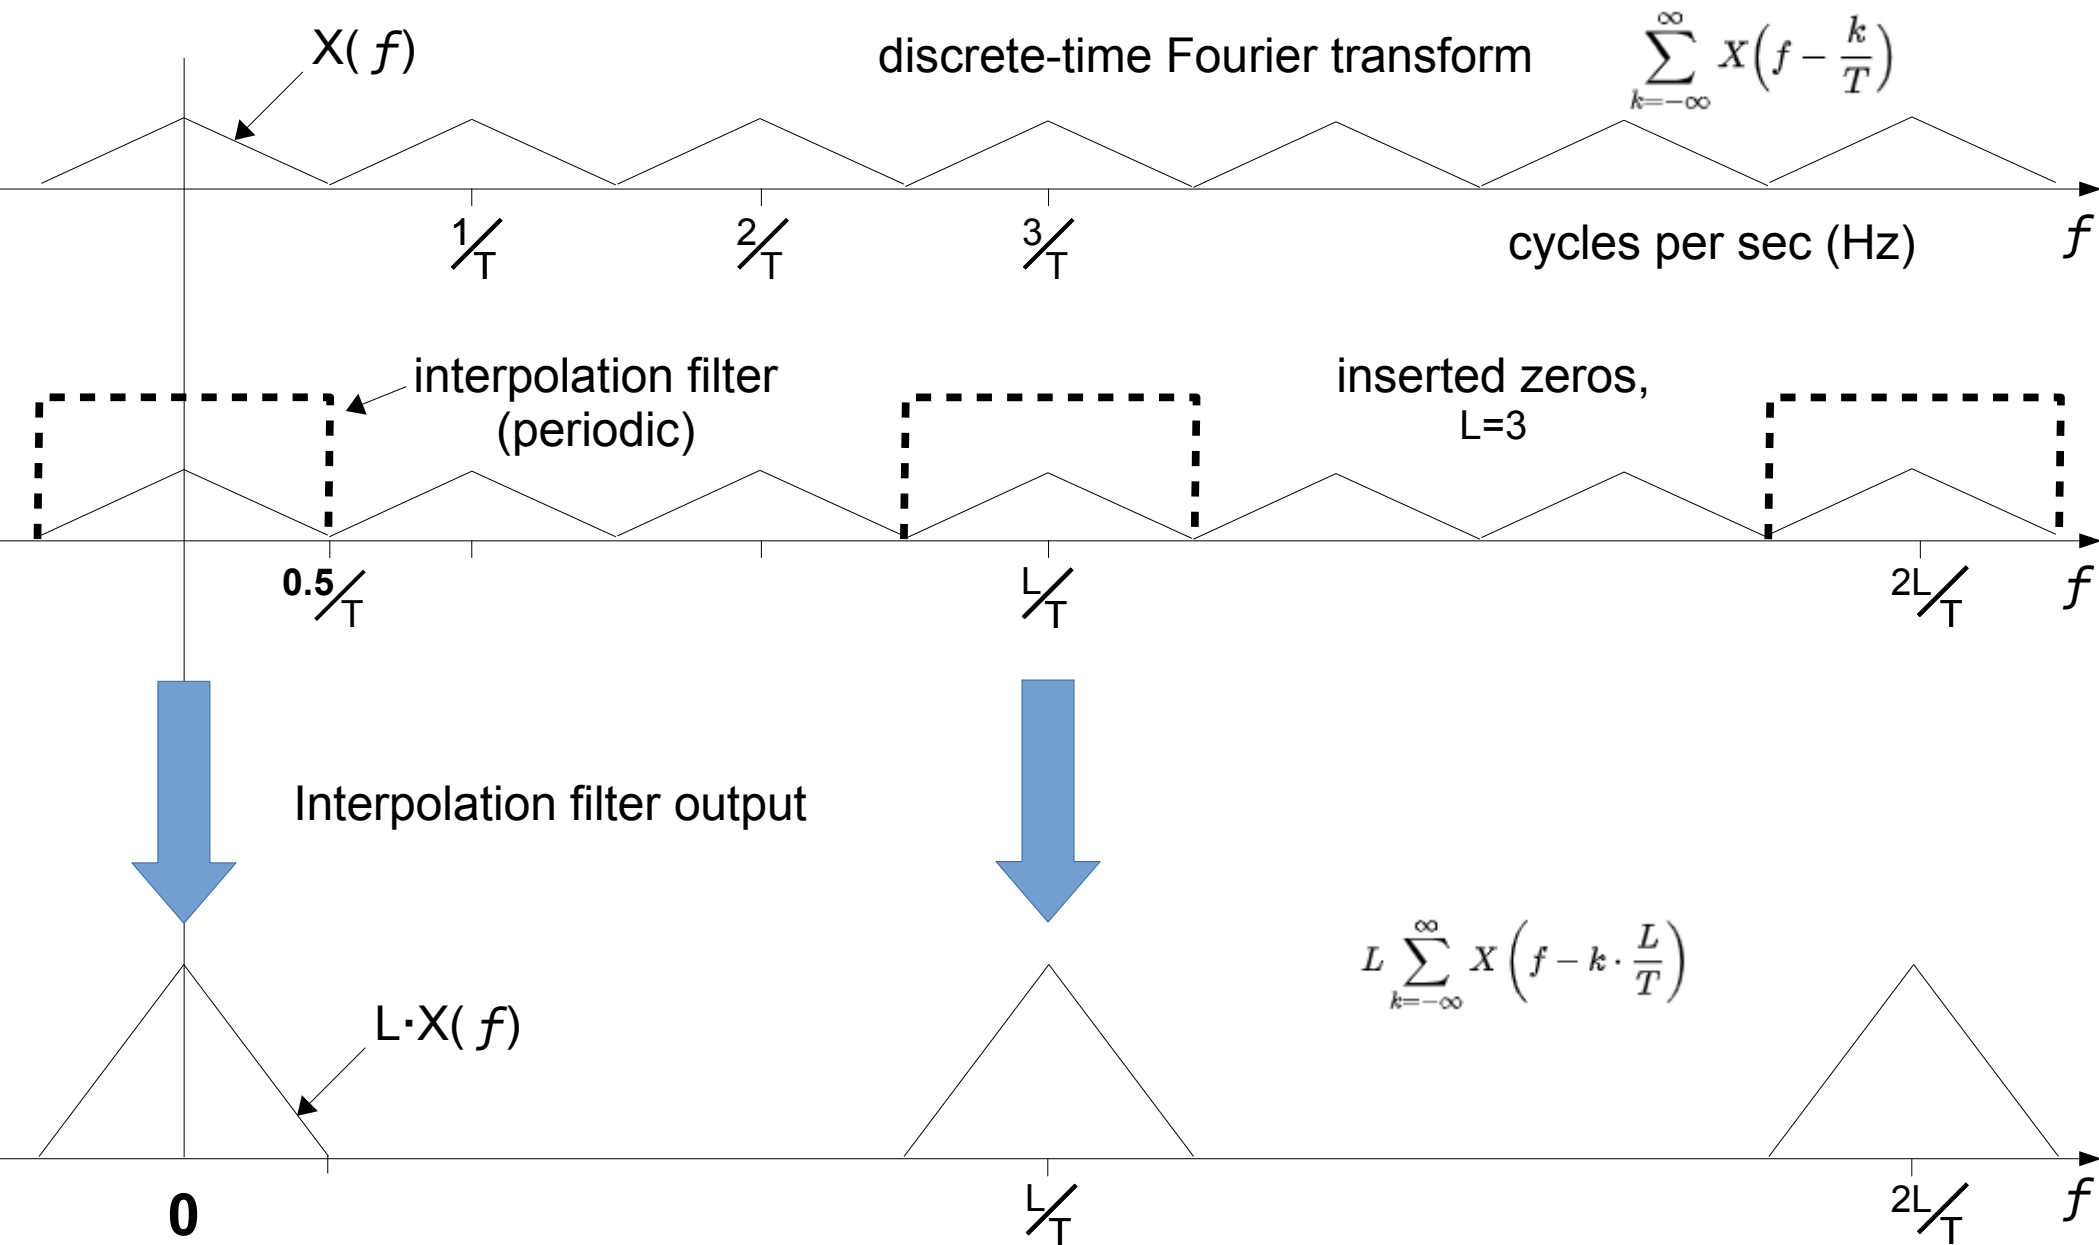 X( f )
discrete-time Fourier transform
∞
∑ X(f − k/T)
k=−∞
1/T
2/T
3/T
cycles per sec (Hz)
f
interpolation filter
(periodic)
inserted zeros,
L=3
0.5/T
L/T
2L/T
f
Interpolation filter output
∞
L ∑ X(f − k · L/T)
k=−∞
L·X( f )
0
L/T
2L/T
f